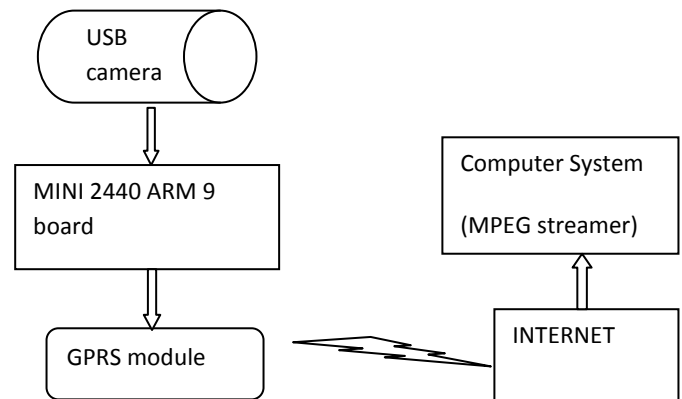 USB
camera
MINI 2440 ARM 9
board
GPRS module
Computer System
(MPEG streamer)
INTERNET